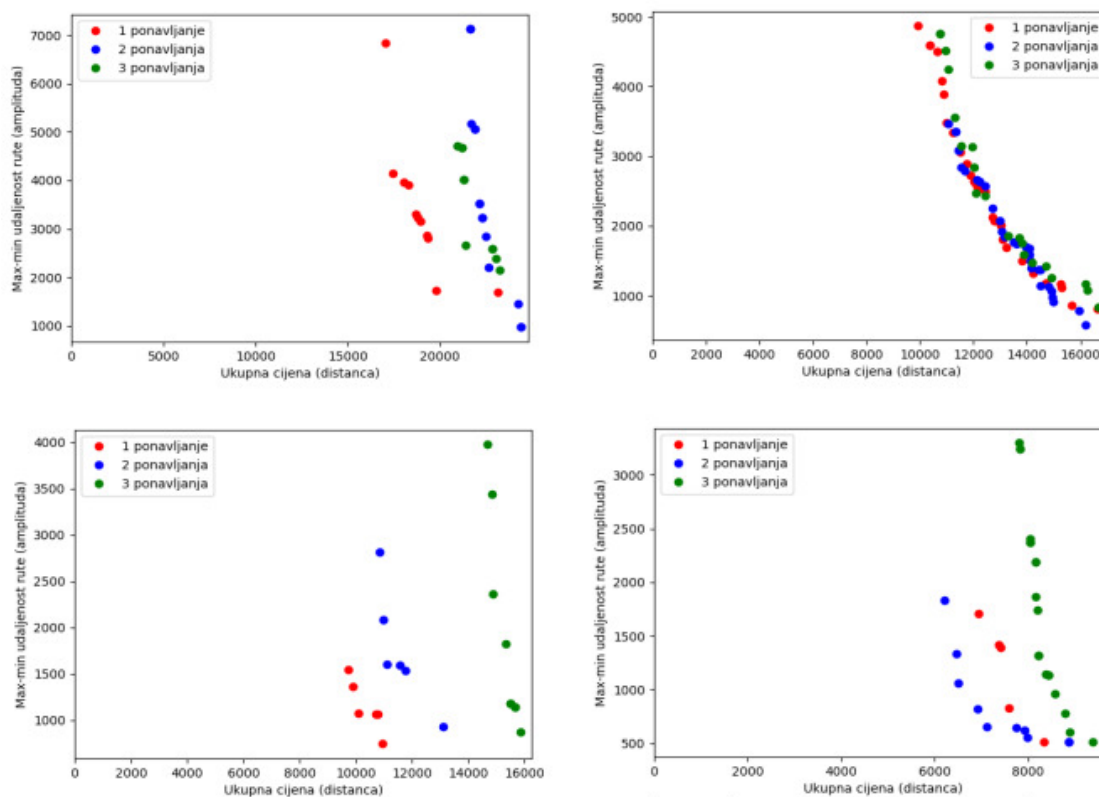 7000
6000
5000
4000
3000
2000
1000
0
5000
10000
15000
20000
Max-min udaljenost rute (amplituda)
Ukupna cijena (distanca)
1 ponavljanje
2 ponavljanja
3 ponavljanja
5000
4000
3000
2000
1000
0
2000
4000
6000
8000
10000
12000
14000
16000
Max-min udaljenost rute (amplituda)
Ukupna cijena (distanca)
1 ponavljanje
2 ponavljanja
3 ponavljanja
4000
3500
3000
2500
2000
1500
1000
0
2000
4000
6000
8000
10000
12000
14000
16000
Max-min udaljenost rute (amplituda)
Ukupna cijena (distanca)
1 ponavljanje
2 ponavljanja
3 ponavljanja
3000
2500
2000
1500
1000
500
0
2000
4000
6000
8000
Max-min udaljenost rute (amplituda)
Ukupna cijena (distanca)
1 ponavljanje
2 ponavljanja
3 ponavljanja